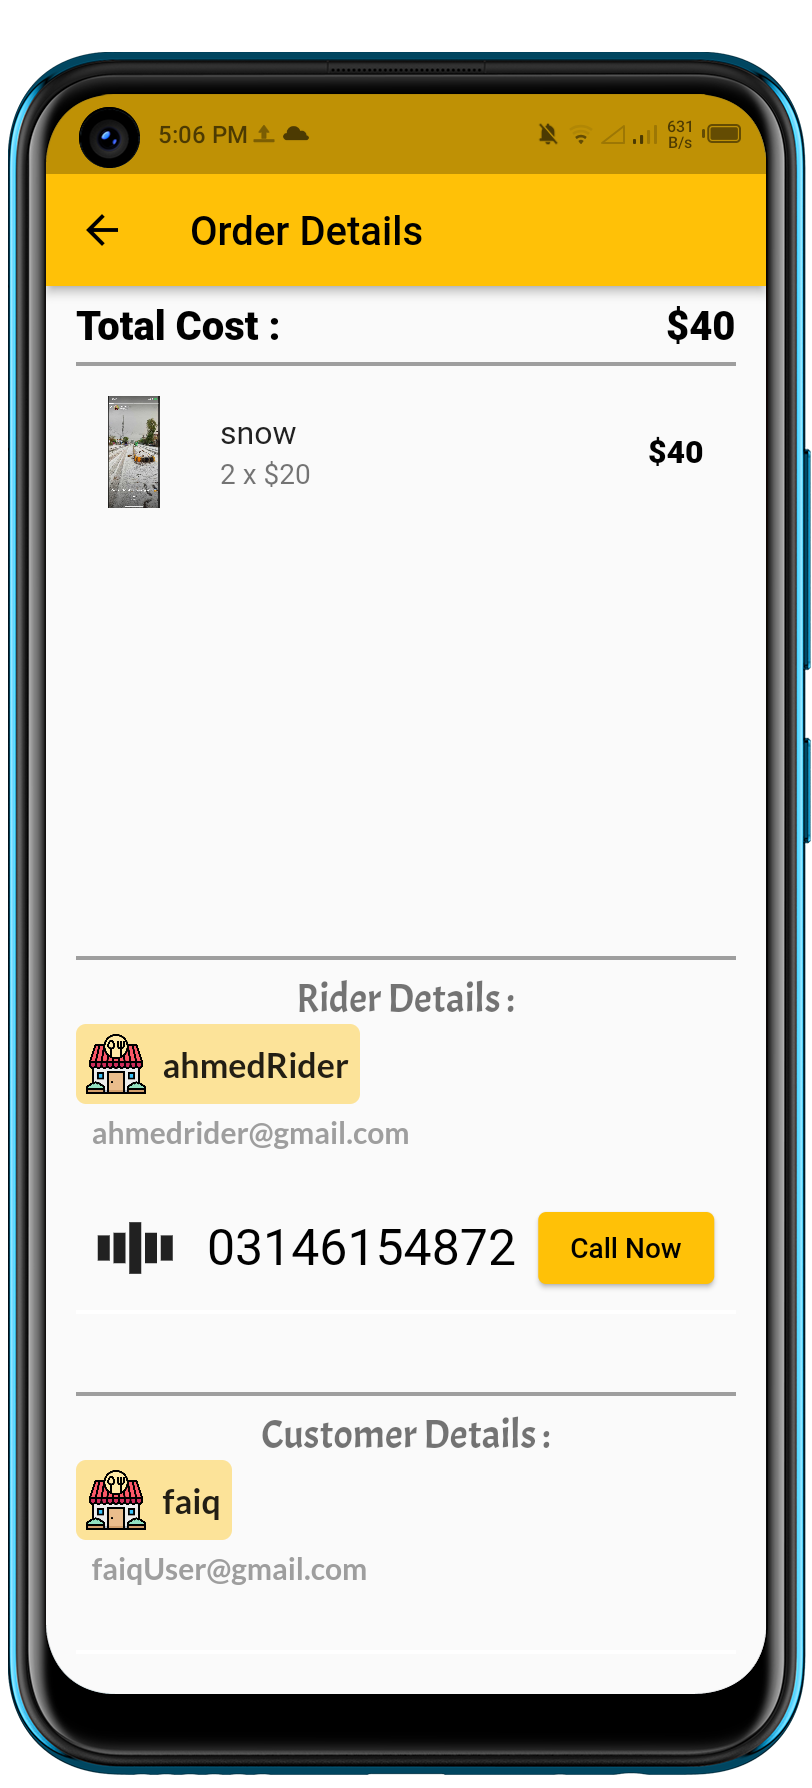 5:06 PM
631
B/s
Order Details
Total Cost :
$40
snow
2 x $20
$40
Rider Details :
ahmedRider
ahmedrider@gmail.com
03146154872
Call Now
Customer Details :
faiq
faiqUser@gmail.com